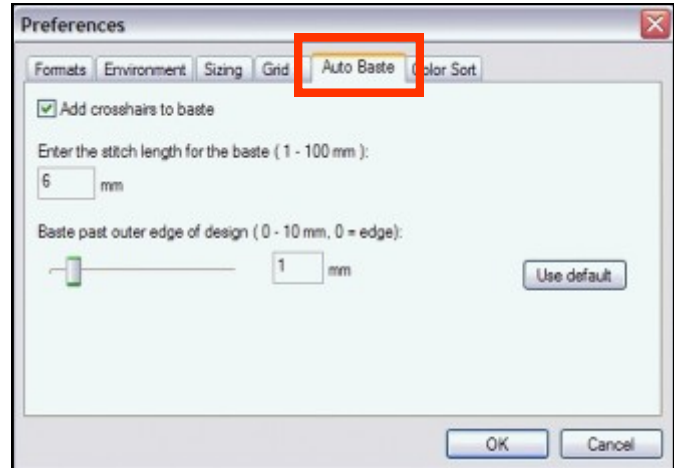 Preferences
Formats Environment Sizing Grid Auto Baste Color Sort
Add crosshairs to baste
Enter the stitch length for the baste ( 1 - 100 mm ):
6 mm
Baste past outer edge of design ( 0 - 10 mm, 0 = edge):
1 mm
Use default
OK Cancel